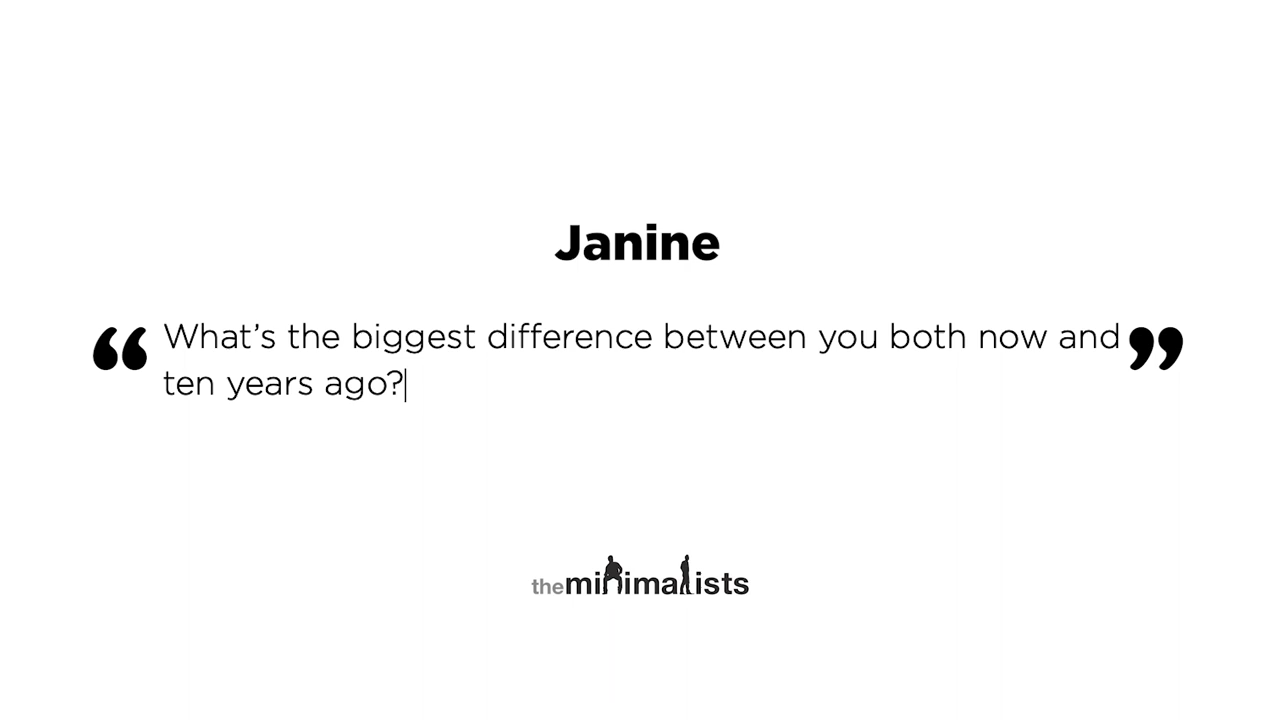 Janine
“What’s the biggest difference between you both now and”
ten years ago?
theminimalists